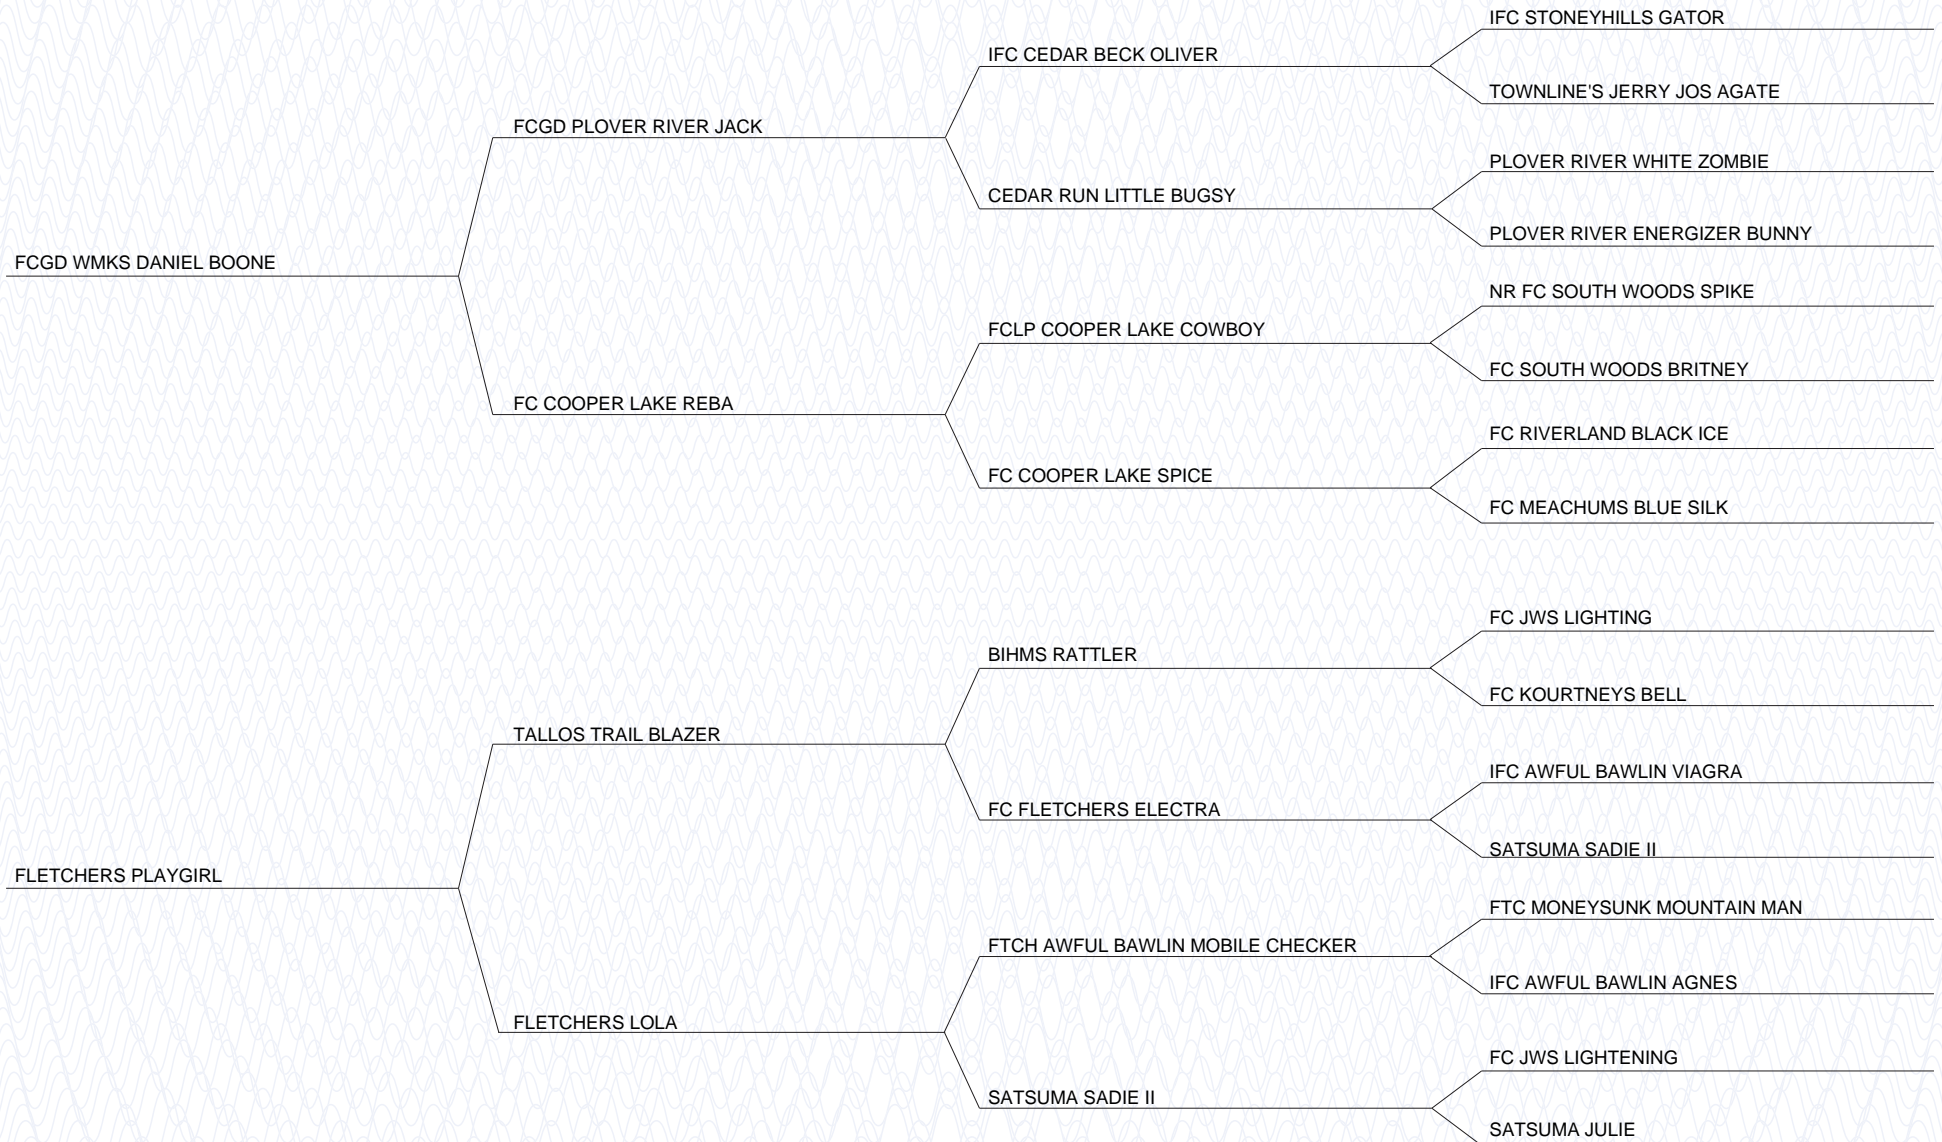 IFC STONEYHILLS GATOR
IFC CEDAR BECK OLIVER
TOWNLINE'S JERRY JOS AGATE
FCGD PLOVER RIVER JACK
PLOVER RIVER WHITE ZOMBIE
CEDAR RUN LITTLE BUGSY
PLOVER RIVER ENERGIZER BUNNY
FCGD WMKS DANIEL BOONE
NR FC SOUTH WOODS SPIKE
FCLP COOPER LAKE COWBOY
FC SOUTH WOODS BRITNEY
FC COOPER LAKE REBA
FC RIVERLAND BLACK ICE
FC COOPER LAKE SPICE
FC MEACHUMS BLUE SILK
FC JWS LIGHTING
BIHMS RATTLER
FC KOURTNEYS BELL
TALLOS TRAIL BLAZER
IFC AWFUL BAWLIN VIAGRA
FC FLETCHERS ELECTRA
SATSUMA SADIE II
FLETCHERS PLAYGIRL
FTC MONEYSUNK MOUNTAIN MAN
FTCH AWFUL BAWLIN MOBILE CHECKER
IFC AWFUL BAWLIN AGNES
FLETCHERS LOLA
FC JWS LIGHTENING
SATSUMA SADIE II
SATSUMA JULIE